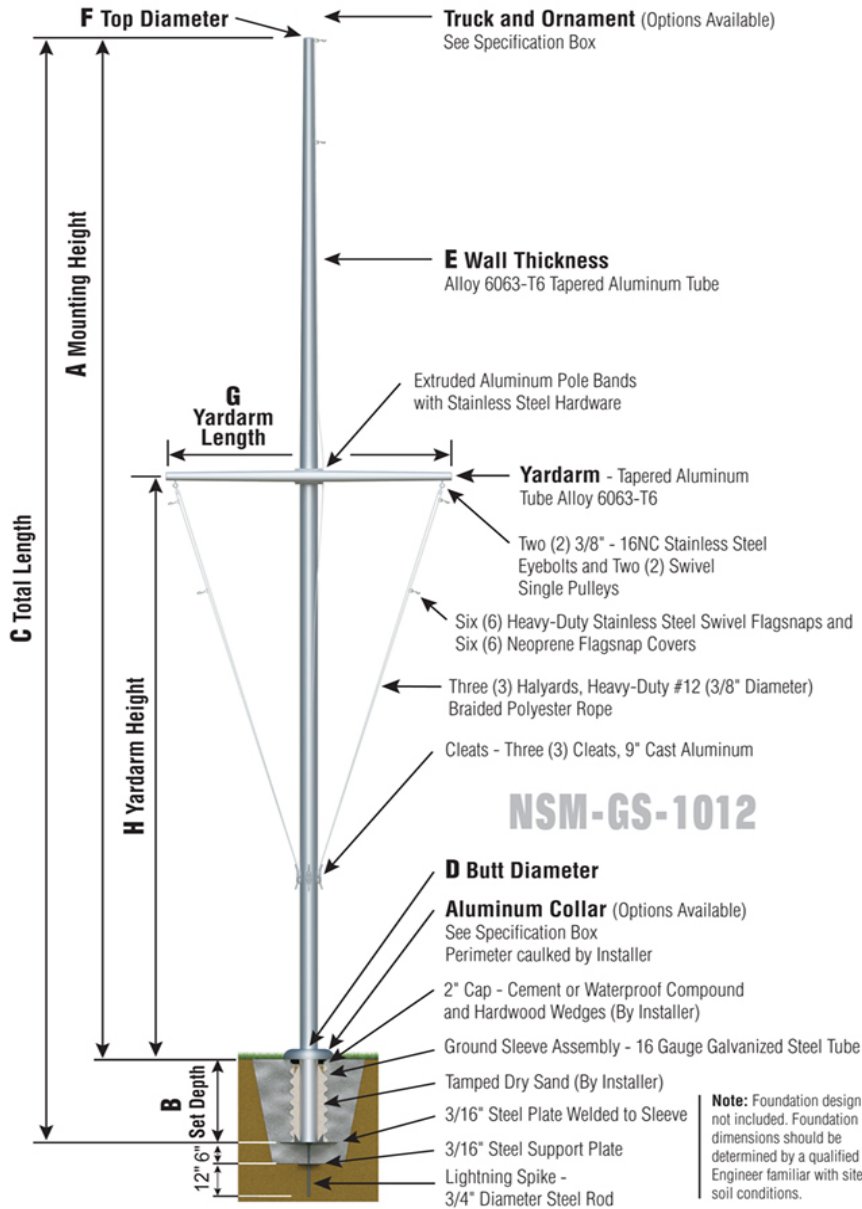 F Top Diameter
Truck and Ornament (Options Available)
See Specification Box
A Mounting Height
C Total Length
E Wall Thickness
Alloy 6063-T6 Tapered Aluminum Tube
Extruded Aluminum Pole Bands
with Stainless Steel Hardware
G
Yardarm
Length
Yardarm - Tapered Aluminum
Tube Alloy 6063-T6
Two (2) 3/8" - 16NC Stainless Steel
Eyebolts and Two (2) Swivel
Single Pulleys
Six (6) Heavy-Duty Stainless Steel Swivel Flagsnaps and
Six (6) Neoprene Flagsnap Covers
Three (3) Halyards, Heavy-Duty #12 (3/8" Diameter)
Braided Polyester Rope
H Yardarm Height
Cleats - Three (3) Cleats, 9" Cast Aluminum
NSM-GS-1012
D Butt Diameter
Aluminum Collar (Options Available)
See Specification Box
Perimeter caulked by Installer
2" Cap - Cement or Waterproof Compound
and Hardwood Wedges (By Installer)
Ground Sleeve Assembly - 16 Gauge Galvanized Steel Tube
Tamped Dry Sand (By Installer)
B
Set Depth
3/16" Steel Plate Welded to Sleeve
3/16" Steel Support Plate
6"
12"
Lightning Spike -
3/4" Diameter Steel Rod
Note: Foundation design
not included. Foundation
dimensions should be
determined by a qualified
Engineer familiar with site
soil conditions.